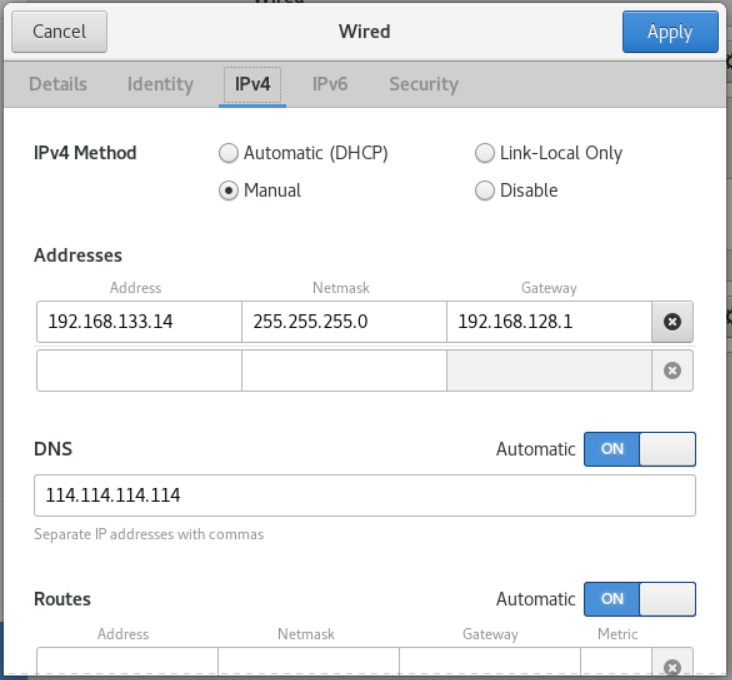 Wired
Cancel Wired Apply
Details Identity IPv4 IPv6 Security
IPv4 Method Automatic (DHCP) Link-Local Only
Manual Disable
Addresses
Address Netmask Gateway
192.168.133.14 255.255.255.0 192.168.128.1
DNS Automatic ON
114.114.114.114
Separate IP addresses with commas
Routes Automatic ON
Address Netmask Gateway Metric